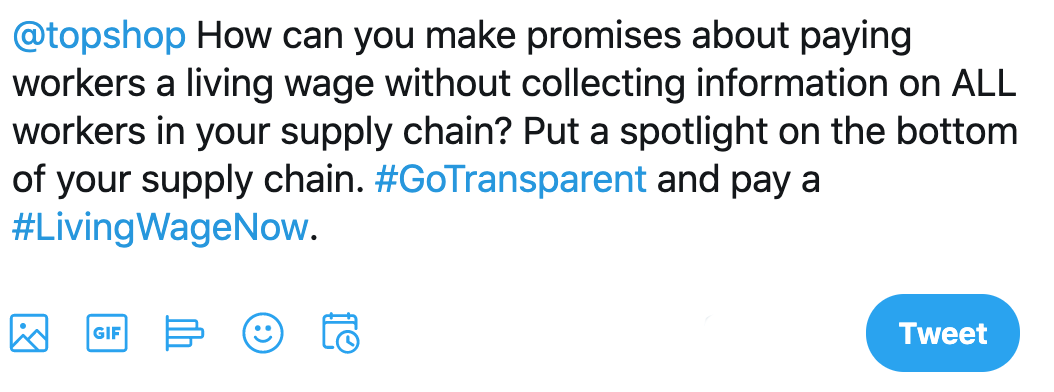 @topshop How can you make promises about paying
workers a living wage without collecting information on ALL
workers in your supply chain? Put a spotlight on the bottom
of your supply chain. #GoTransparent and pay a
#LivingWageNow.
GIF
Tweet